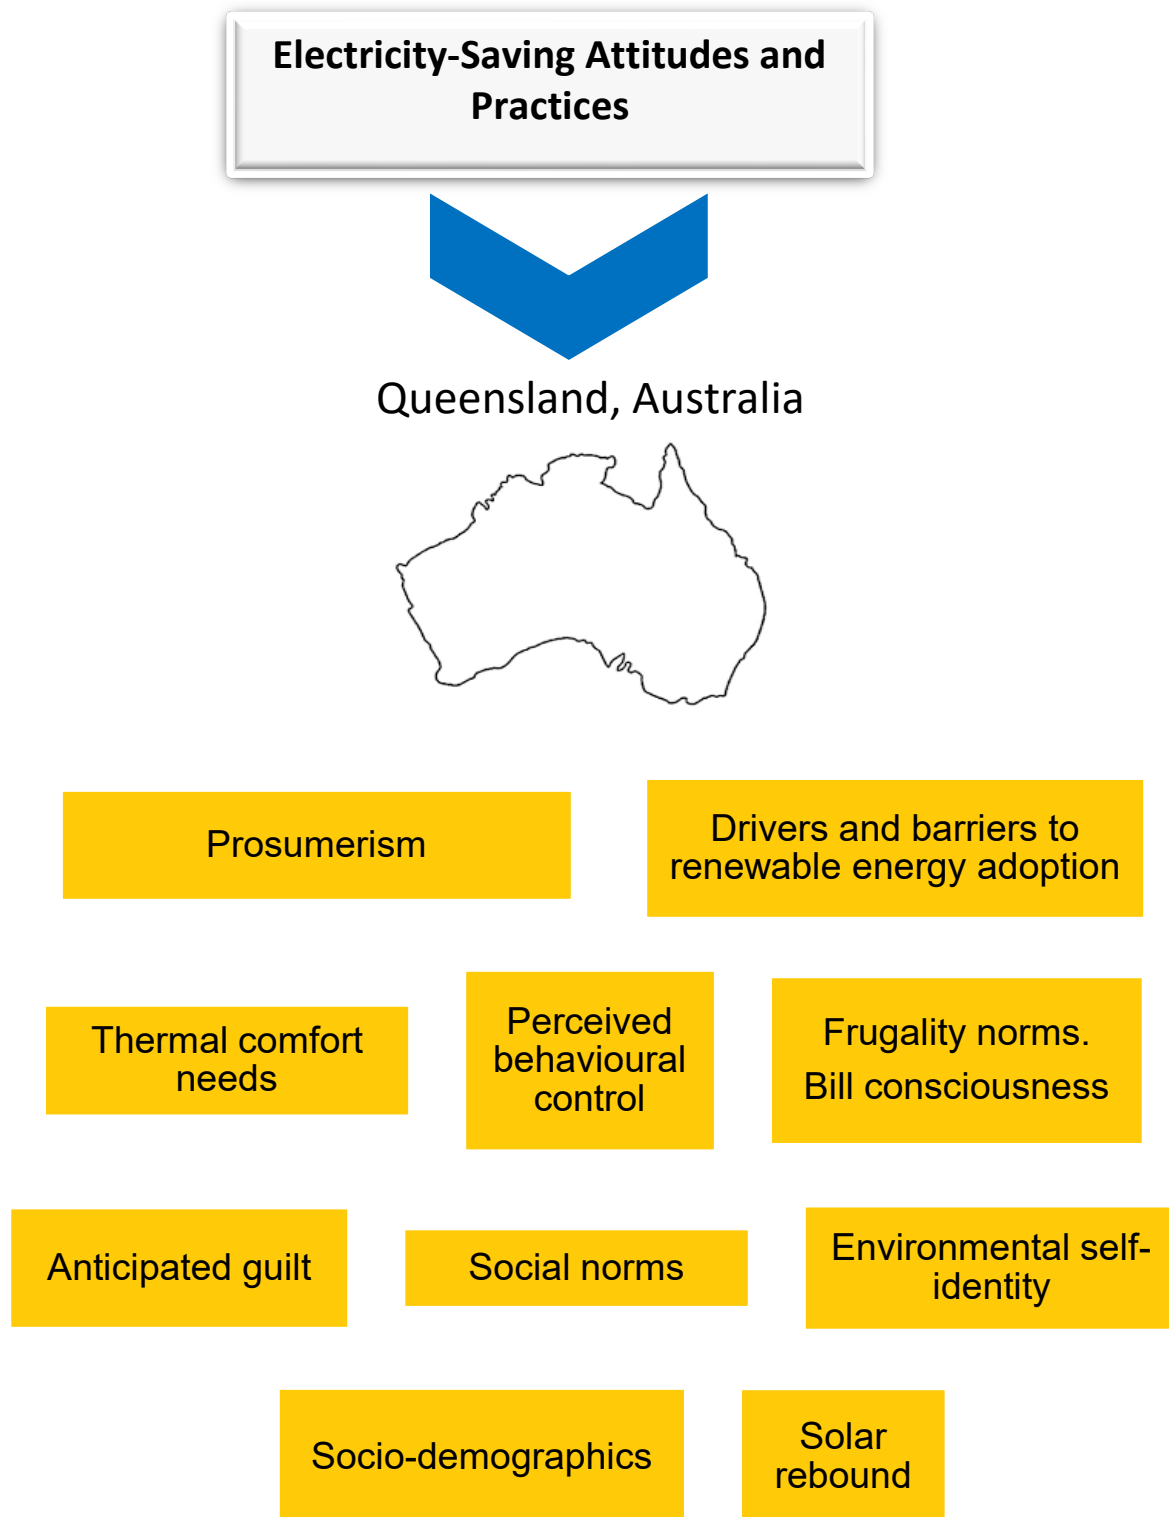 Electricity-Saving Attitudes and
Practices
Queensland, Australia
Prosumerism
Drivers and barriers to
renewable energy adoption
Thermal comfort
needs
Perceived
behavioural
control
Frugality norms.
Bill consciousness
Anticipated guilt
Social norms
Environmental self-
identity
Socio-demographics
Solar
rebound